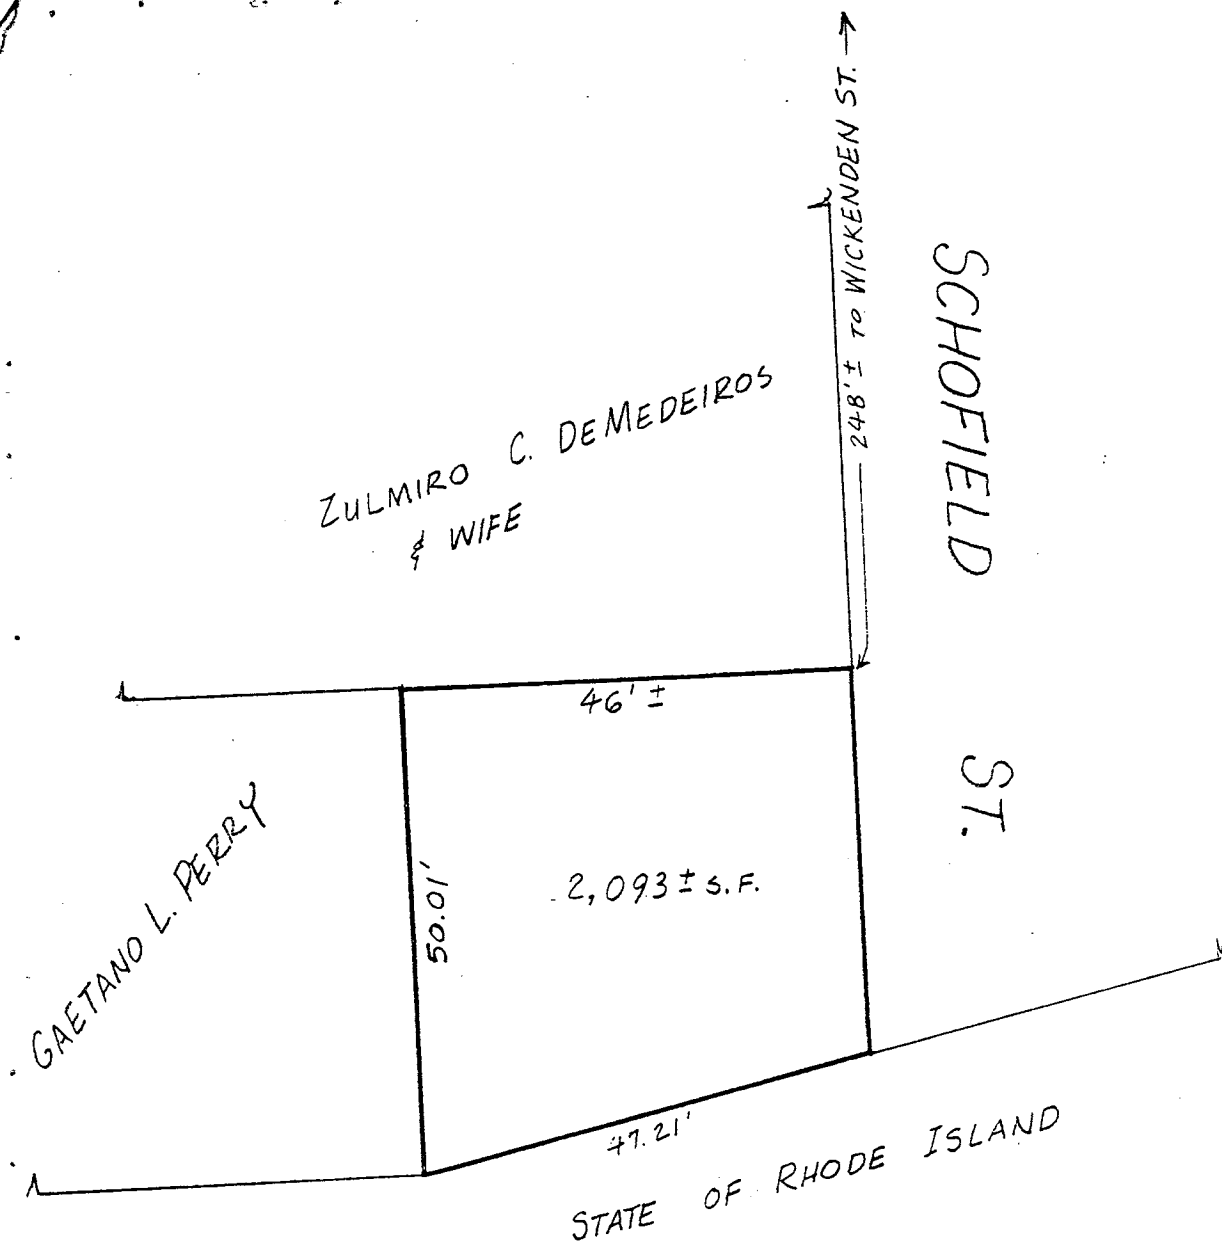 248' ± TO WICKENDEN ST.
SCHOFIELD ST.
ZULMIRO C. DEMEDEIROS
& WIFE
46' ±
GAETANO L. PERRY
50.01'
2,093 ± S.F.
47.21'
STATE OF RHODE ISLAND